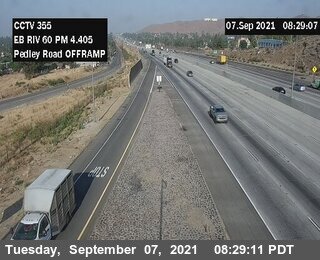 CCTV 355
EB RIV 60 PM 4.405
Pedley Road OFFRAMP
07.Sep 2021 08:29:07
STOP
Tuesday, September 07, 2021 08:29:11 PDT